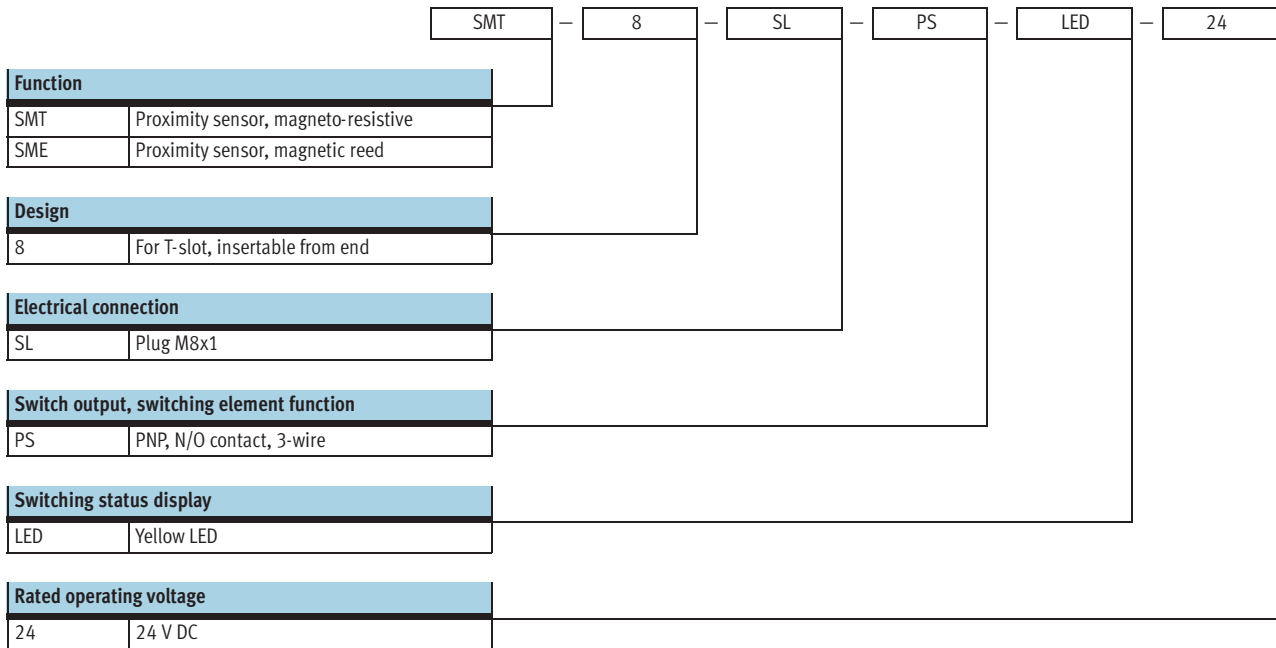 SMT – 8 – SL – PS – LED – 24
Function
SMT Proximity sensor, magneto-resistive
SME Proximity sensor, magnetic reed
Design
8 For T-slot, insertable from end
Electrical connection
SL Plug M8x1
Switch output, switching element function
PS PNP, N/O contact, 3-wire
Switching status display
LED Yellow LED
Rated operating voltage
24 24 V DC